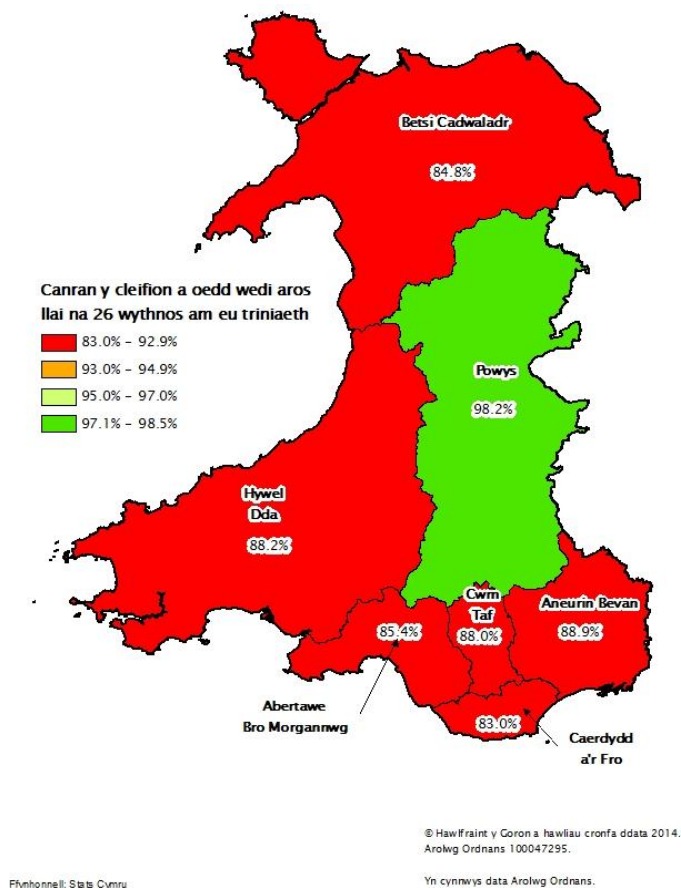 Betsi Cadwaladr
84.8%
Canran y cleifion a oedd wedi aros
llai na 26 wythnos am eu triniaeth
83.0% - 92.9%
93.0% - 94.9%
95.0% - 97.0%
97.1% - 98.5%
Powys
98.2%
Hywel
Dda
88.2%
Cwm
Taf
88.0%
Aneurin Bevan
88.9%
85.4%
Abertawe
Bro Morgannwg
83.0%
Caerdydd
a'r Fro
© Hawlfraint y Goron a hawliau cronfa ddata 2014.
Arolwg Ordnans 100047295.
Ffynhonnell: Stats Cymru
Yn cynnwys data Arolwg Ordnans.